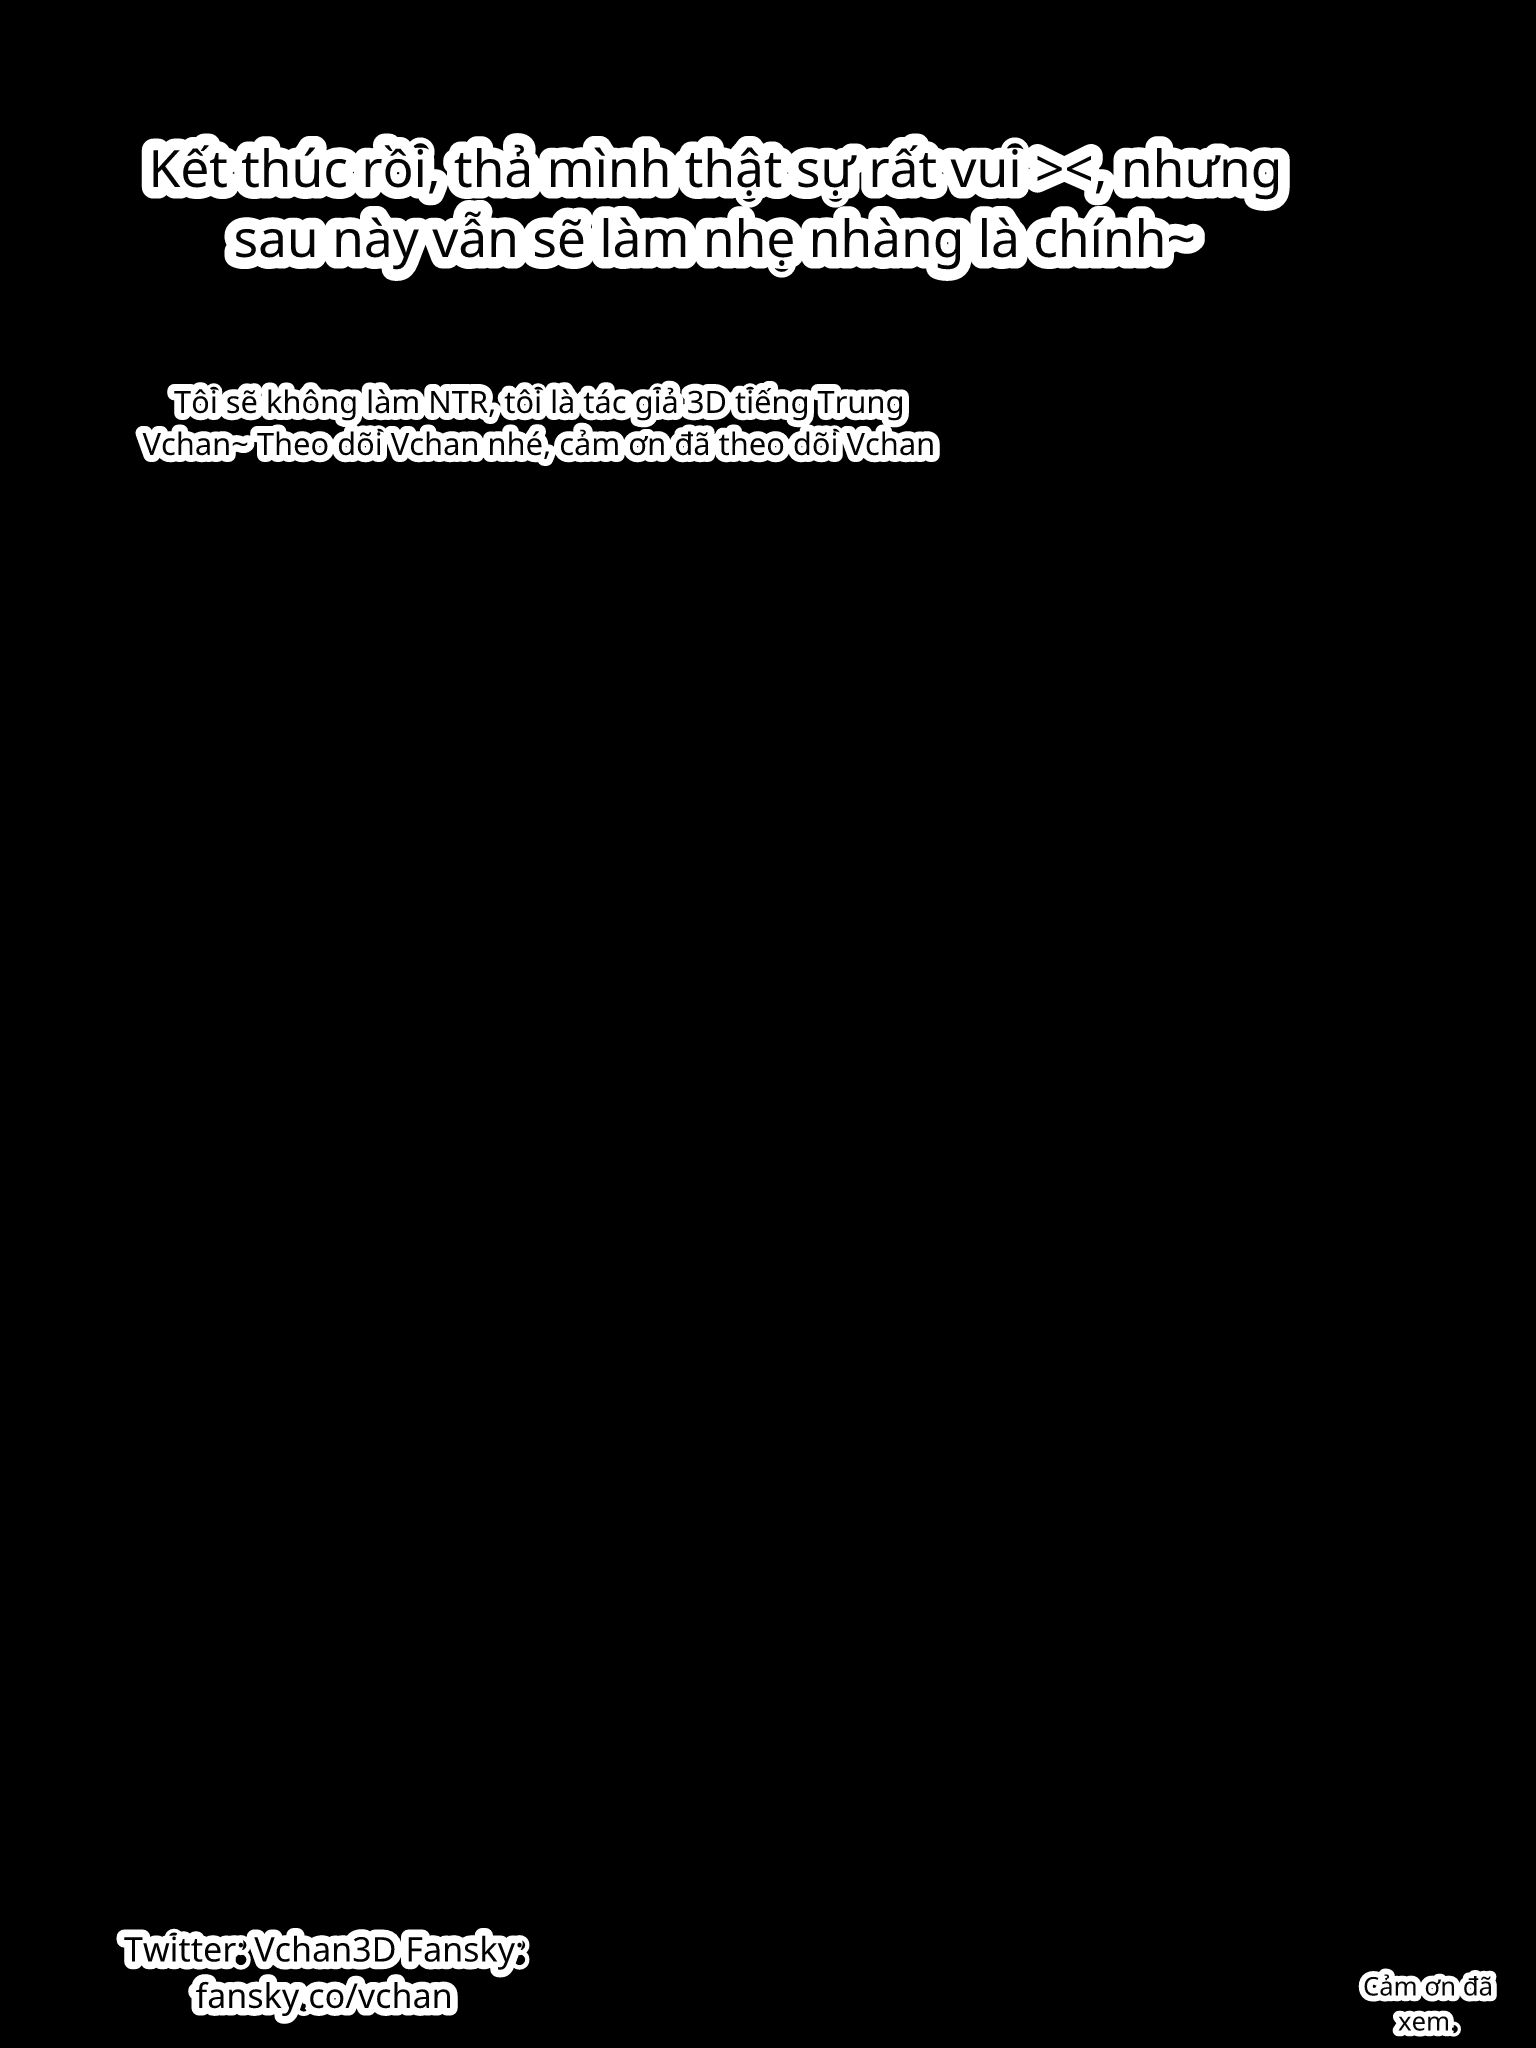 Kết thúc rồi, thả mình thật sự rất vui ><, nhưng
sau này vẫn sẽ làm nhẹ nhàng là chính~
Tôi sẽ không làm NTR, tôi là tác giả 3D tiếng Trung
Vchan~ Theo dõi Vchan nhé, cảm ơn đã theo dõi Vchan
Twitter: Vchan3D Fansky:
fansky.co/vchan
Cảm ơn đã
xem.